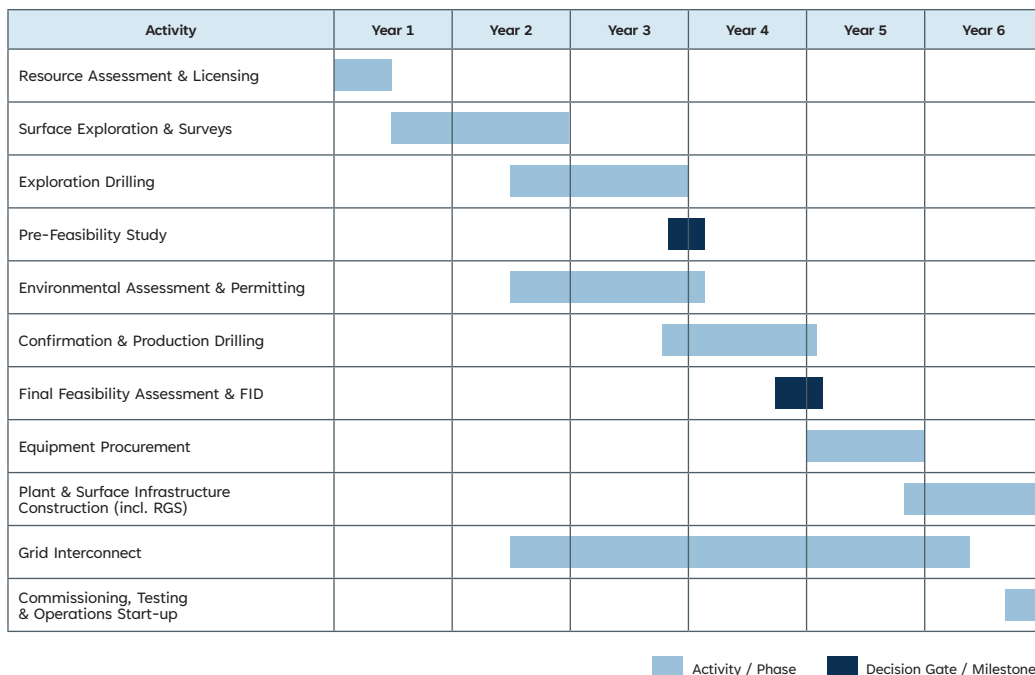 Activity Year 1 Year 2 Year 3 Year 4 Year 5 Year 6
Resource Assessment & Licensing
Surface Exploration & Surveys
Exploration Drilling
Pre-Feasibility Study
Environmental Assessment & Permitting
Confirmation & Production Drilling
Final Feasibility Assessment & FID
Equipment Procurement
Plant & Surface Infrastructure
Construction (incl. RGS)
Grid Interconnect
Commissioning, Testing
& Operations Start-up
Activity / Phase Decision Gate / Milestone